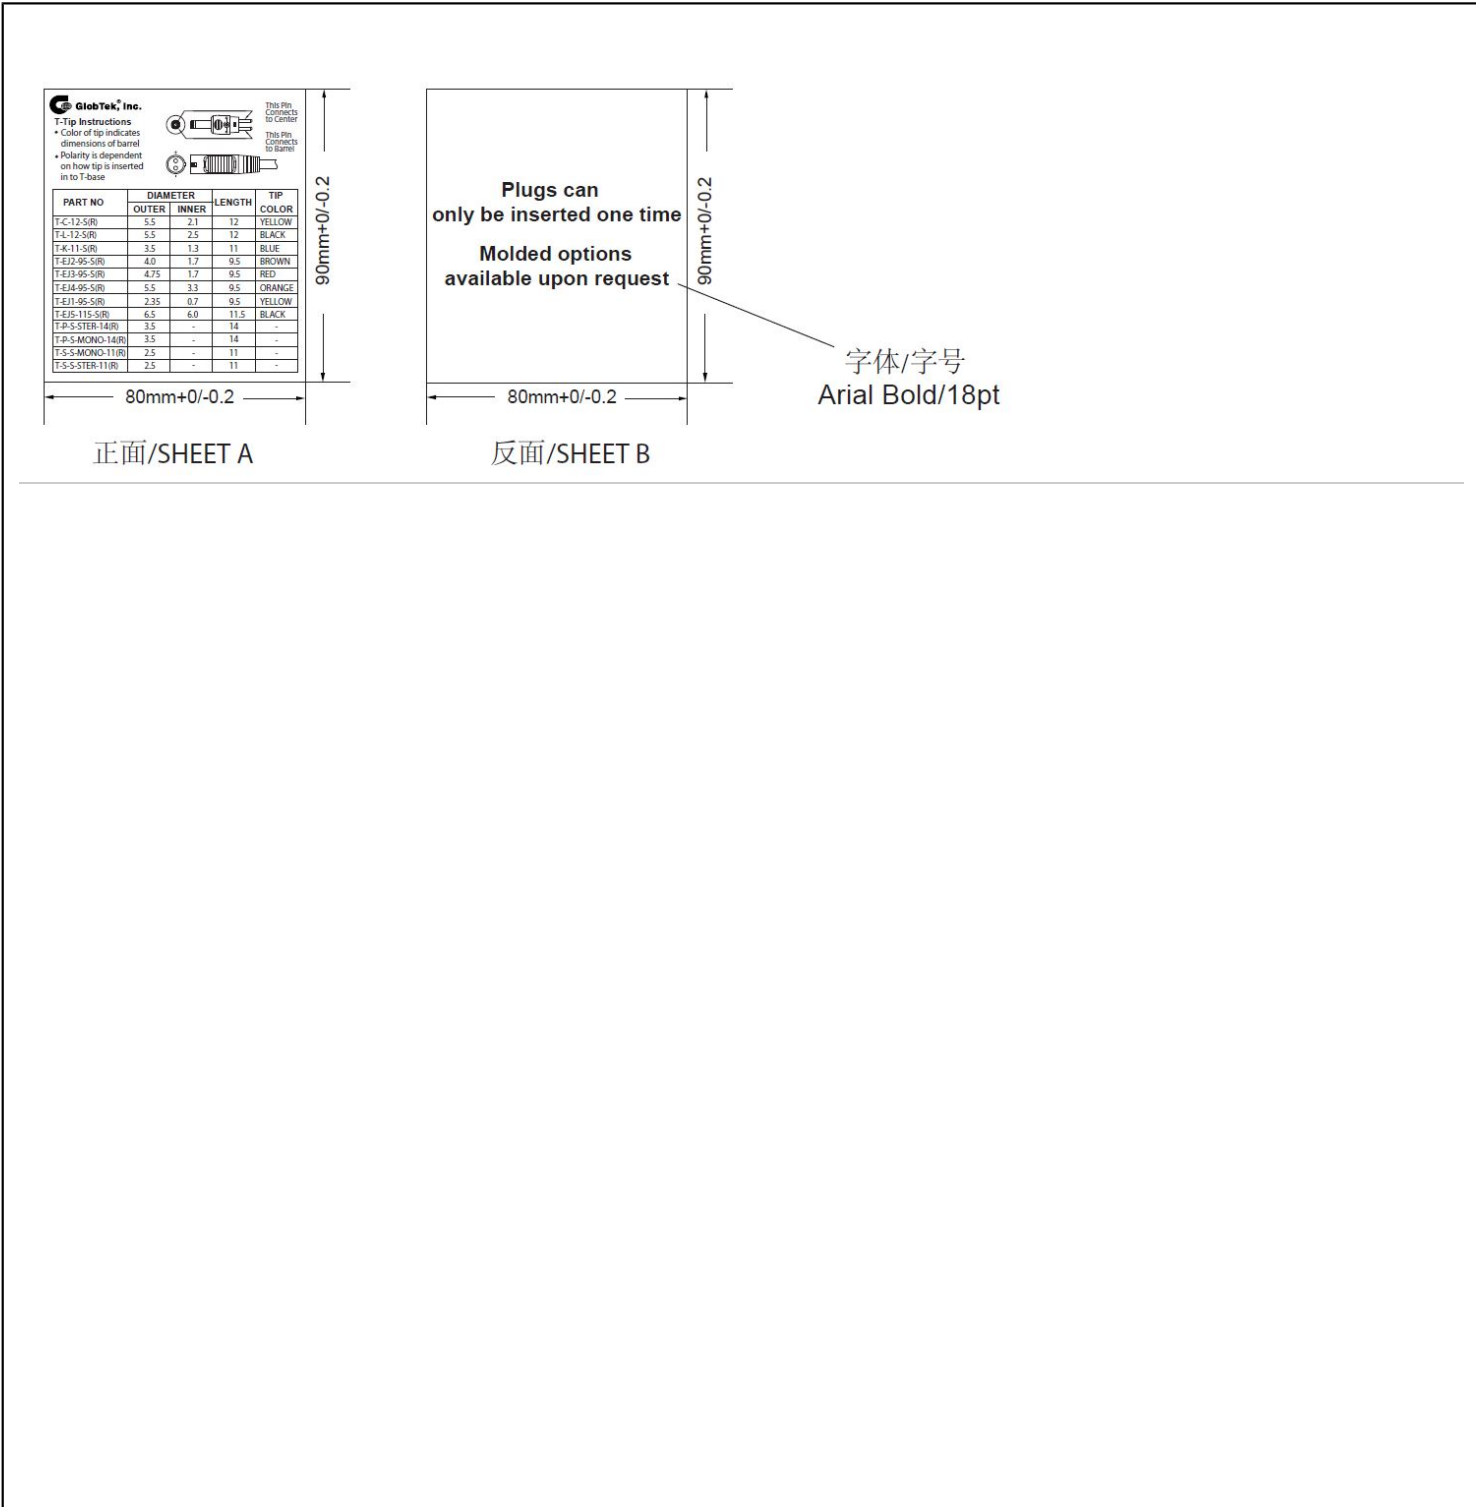 GlobTek,® Inc.
T-Tip Instructions
• Color of tip indicates
dimensions of barrel
• Polarity is dependent
on how tip is inserted
in to T-base
This Pin
Connects
to Center
This Pin
Connects
to Barrel
PART NO DIAMETER LENGTH TIP
OUTER INNER COLOR
T-C-12-S(R) 5.5 2.1 12 YELLOW
T-L-12-S(R) 5.5 2.5 12 BLACK
T-K-11-S(R) 3.5 1.3 11 BLUE
T-EJ2-95-S(R) 4.0 1.7 9.5 BROWN
T-EJ3-95-S(R) 4.75 1.7 9.5 RED
T-EJ4-95-S(R) 5.5 3.3 9.5 ORANGE
T-EJ1-95-S(R) 2.35 0.7 9.5 YELLOW
T-EJ5-115-S(R) 6.5 6.0 11.5 BLACK
T-P-S-STER-14(R) 3.5 - 14 -
T-P-S-MONO-14(R) 3.5 - 14 -
T-S-S-MONO-11(R) 2.5 - 11 -
T-S-S-STER-11(R) 2.5 - 11 -
90mm+0/-0.2
80mm+0/-0.2
正面/SHEET A
Plugs can
only be inserted one time
Molded options
available upon request
90mm+0/-0.2
80mm+0/-0.2
反面/SHEET B
字体/字号
Arial Bold/18pt